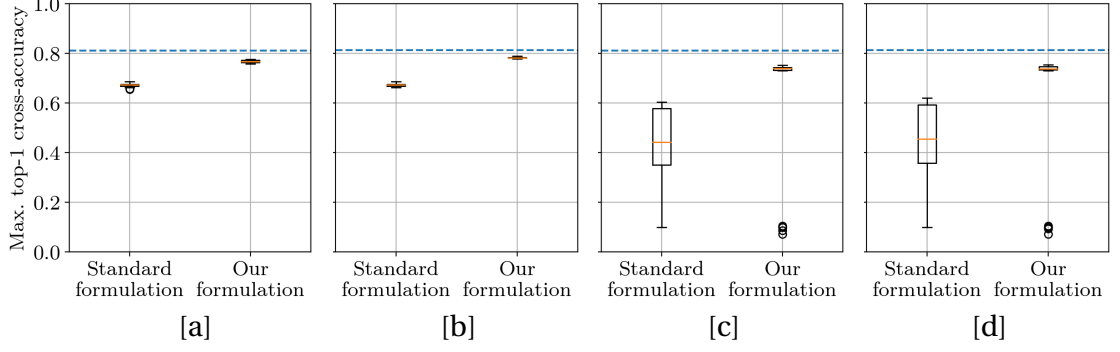 Max. top-1 cross-accuracy
1.0
0.8
0.6
0.4
0.2
0.0
Standard formulation
Our formulation
Standard formulation
Our formulation
Standard formulation
Our formulation
Standard formulation
Our formulation
[a]
[b]
[c]
[d]